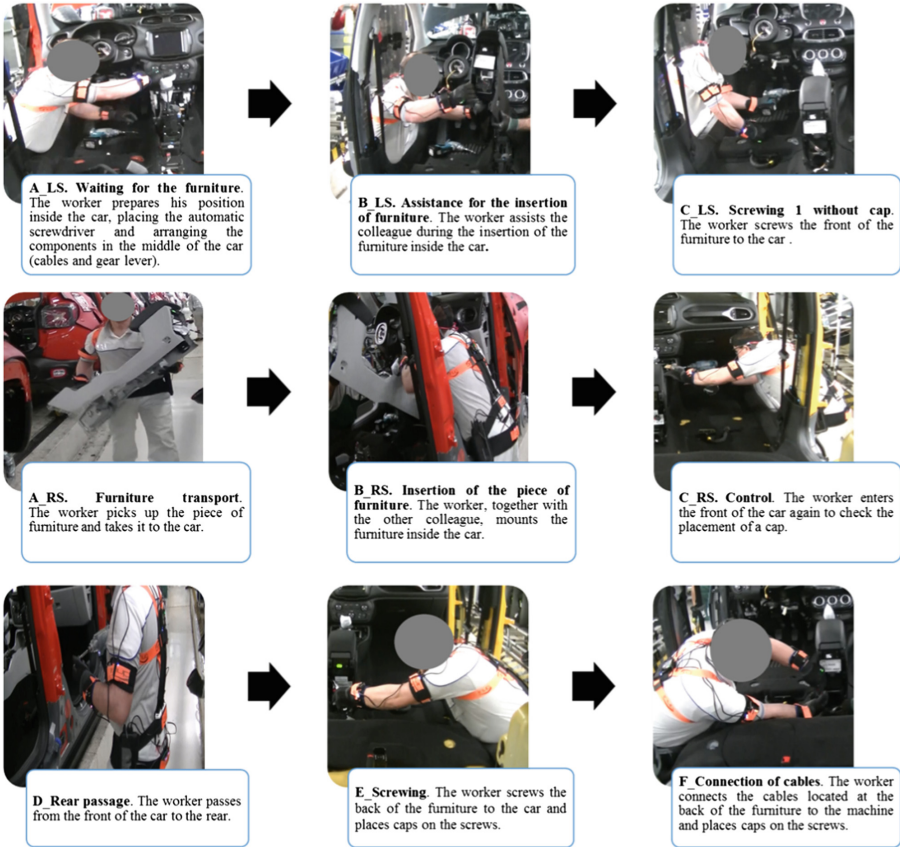 A_LS. Waiting for the furniture.
The worker prepares his position
inside the car, placing the automatic
screwdriver and arranging the
components in the middle of the car
(cables and gear lever).
B_LS. Assistance for the insertion
of furniture. The worker assists the
colleague during the insertion of the
furniture inside the car.
C_LS. Screwing 1 without cap.
The worker screws the front of the
furniture to the car .
A_RS. Furniture transport.
The worker picks up the piece of
furniture and takes it to the car.
B_RS. Insertion of the piece of
furniture. The worker, together with
the other colleague, mounts the
furniture inside the car.
C_RS. Control. The worker enters
the front of the car again to check the
placement of a cap.
D_Rear passage. The worker passes
from the front of the car to the rear.
E_Screwing. The worker screws the
back of the furniture to the car and
places caps on the screws.
F_Connection of cables. The worker
connects the cables located at the
back of the furniture to the machine
and places caps on the screws.